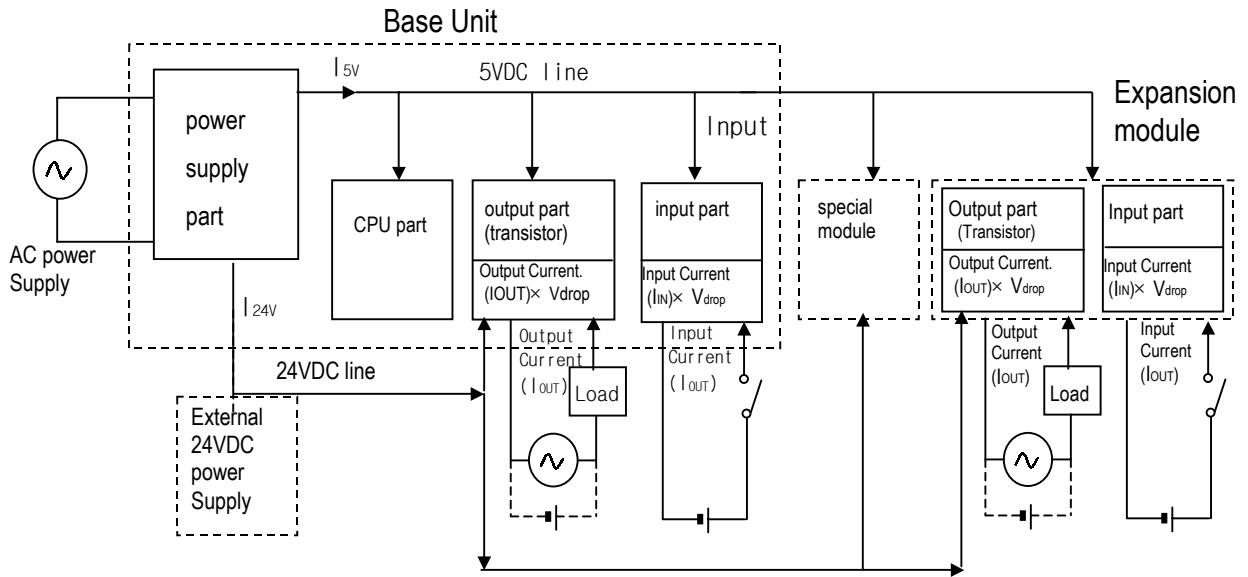 Base Unit
I 5V
5VDC line
Expansion
module
power
supply
part
Input
AC power
Supply
CPU part
output part
(transistor)
Output Current.
(IOUT)× Vdrop
input part
Input Current
(IIN)× Vdrop
special
module
Output part
(Transistor)
Output Current.
(IOUT)× Vdrop
Input part
Input Current
(IIN)× Vdrop
I 24V
24VDC line
Output
Current
(IOUT)
Load
Input
Current
(IOUT)
Output
Current
(IOUT)
Load
Input
Current
(IOUT)
External
24VDC
power
Supply